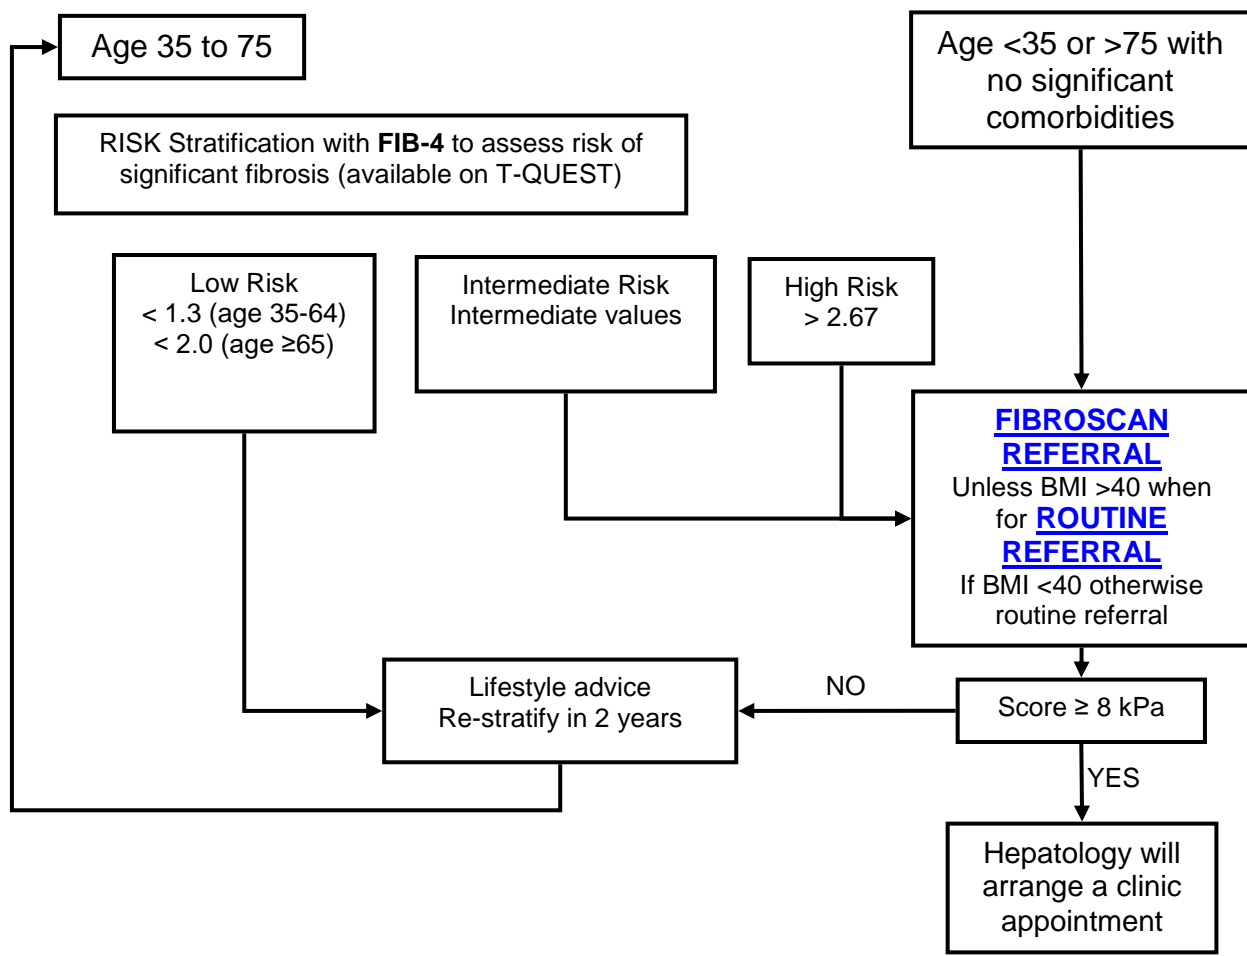 Age 35 to 75
Age <35 or >75 with
no significant
comorbidities
RISK Stratification with FIB-4 to assess risk of
significant fibrosis (available on T-QUEST)
Low Risk
< 1.3 (age 35-64)
< 2.0 (age ≥65)
Intermediate Risk
Intermediate values
High Risk
> 2.67
FIBROSCAN
REFERRAL
Unless BMI >40 when
for ROUTINE
REFERRAL
If BMI <40 otherwise
routine referral
Lifestyle advice
Re-stratify in 2 years
NO
Score ≥ 8 kPa
YES
Hepatology will
arrange a clinic
appointment